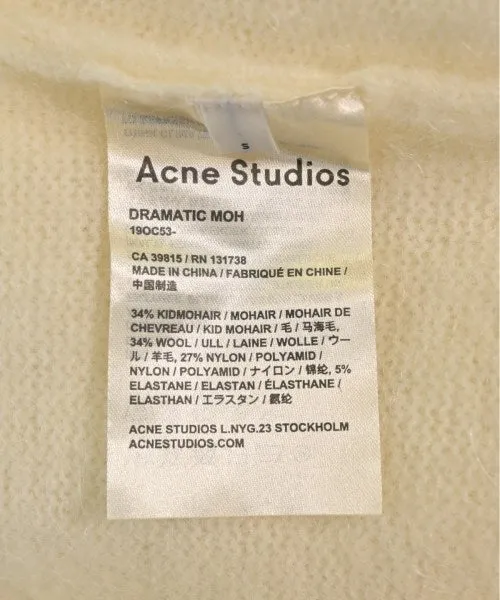 S
Acne Studios
DRAMATIC MOH
19OC53-
CA 39815 / RN 131738
MADE IN CHINA / FABRIQUÉ EN CHINE /
中国制造
34% KIDMOHAIR / MOHAIR / MOHAIR DE
CHEVREAU / KID MOHAIR / 毛 / 马海毛,
34% WOOL / ULL / LAINE / WOLLE / ウー
ル / 羊毛, 27% NYLON / POLYAMID /
NYLON / POLYAMID / ナイロン / 锦纶, 5%
ELASTANE / ELASTAN / ÉLASTHANE /
ELASTHAN / エラスタン / 氨纶
ACNE STUDIOS L.NYG.23 STOCKHOLM
ACNESTUDIOS.COM